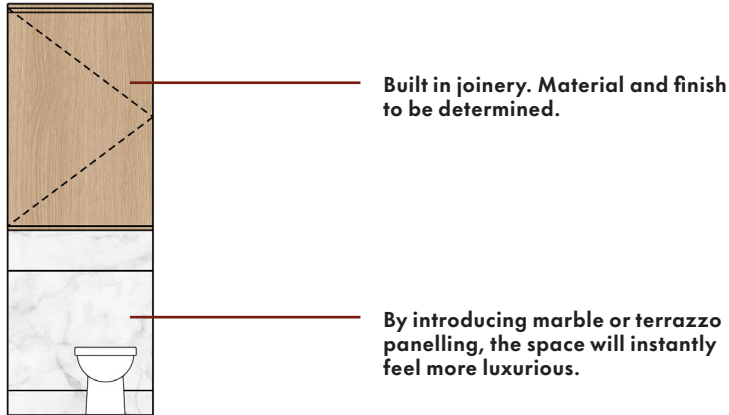 Built in joinery. Material and finish
to be determined.
By introducing marble or terrazzo
panelling, the space will instantly
feel more luxurious.